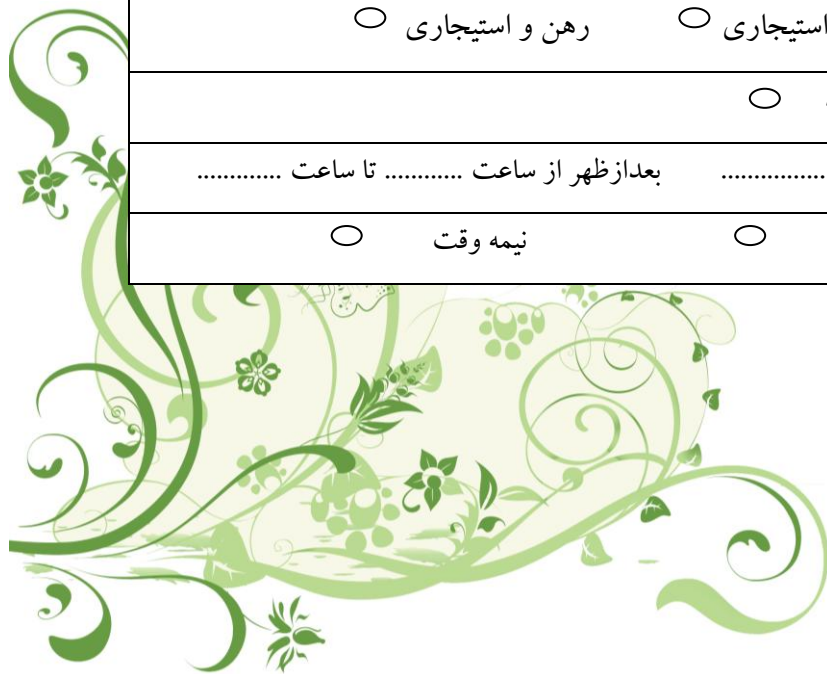 استیجاری رهن و استیجاری
................ بعدازظهر از ساعت ............ تا ساعت .............
نیمه وقت